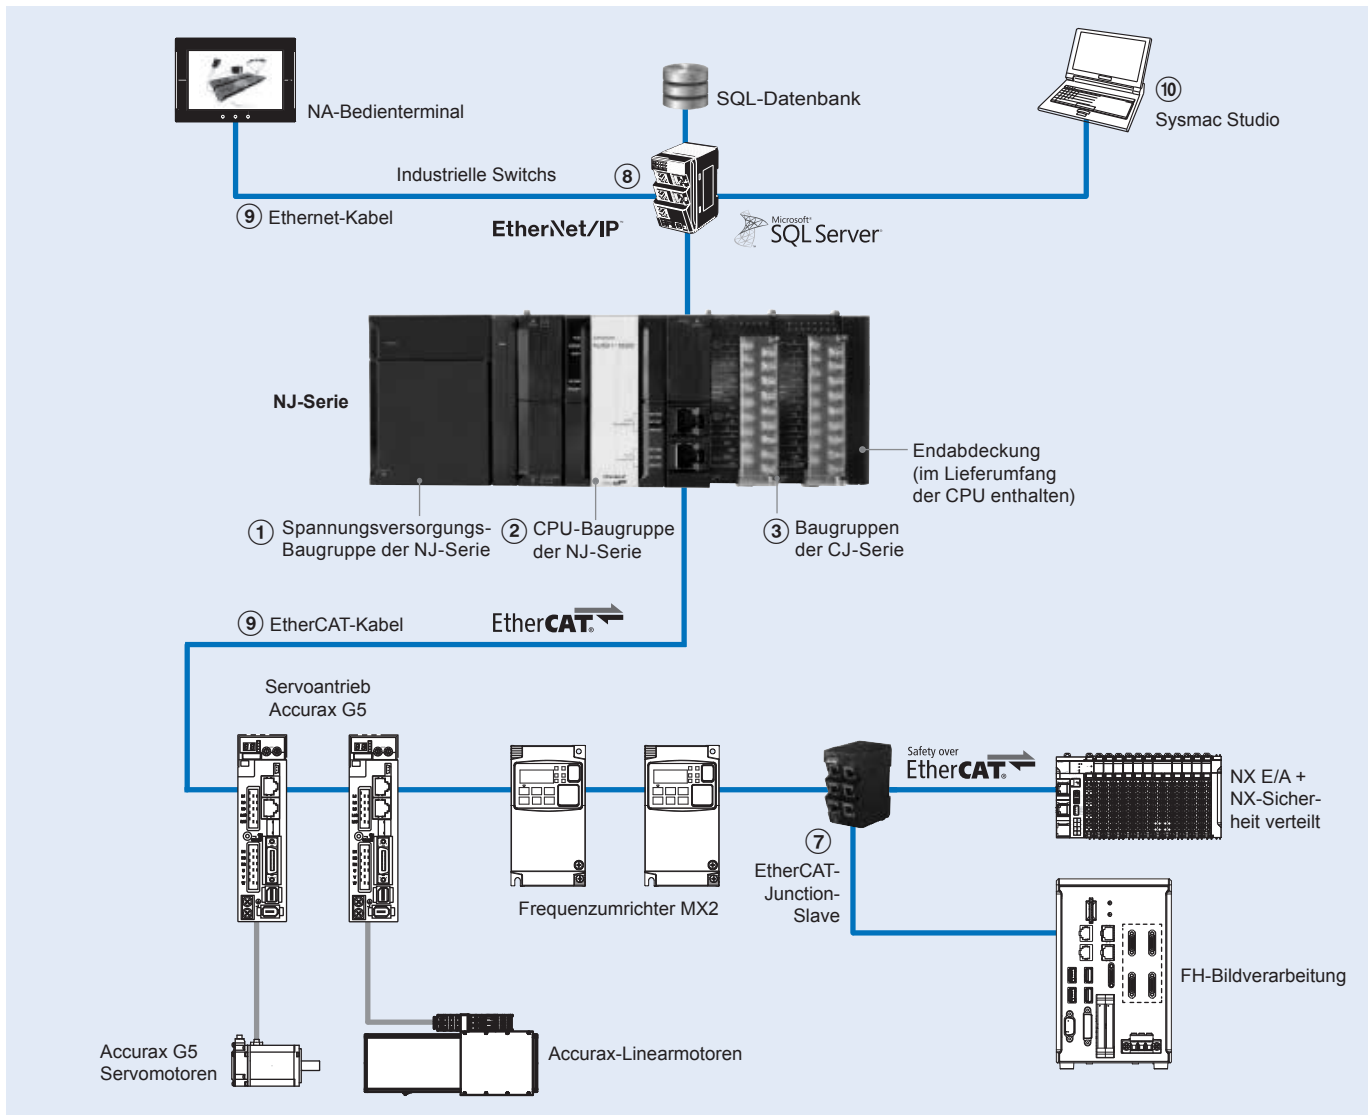 NA-Bedienterminal
SQL-Datenbank
10
Sysmac Studio
Industrielle Switchs
8
9 Ethernet-Kabel
EtherNet/IP™
Microsoft®
SQL Server®
NJ-Serie
Endabdeckung
(im Lieferumfang
der CPU enthalten)
1 Spannungsversorgungs-
Baugruppe der NJ-Serie
2 CPU-Baugruppe
der NJ-Serie
3 Baugruppen
der CJ-Serie
9 EtherCAT-Kabel
EtherCAT®
Servoantrieb
Accurax G5
Safety over
EtherCAT®
NX E/A +
NX-Sicher-
heit verteilt
7
EtherCAT-
Junction-
Slave
Frequenzumrichter MX2
FH-Bildverarbeitung
Accurax G5
Servomotoren
Accurax-Linearmotoren